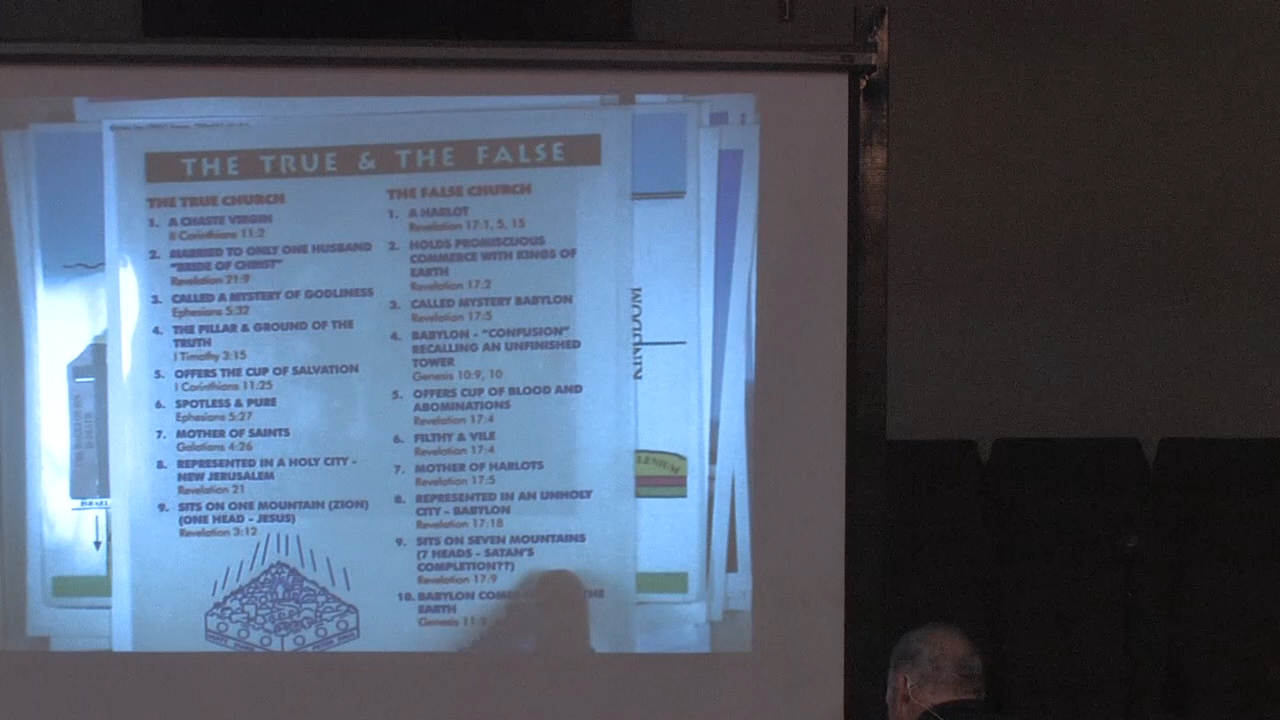 THE TRUE & THE FALSE
THE TRUE CHURCH
1. A CHASTE VIRGIN
II Corinthians 11:2
2. MARRIED TO ONLY ONE HUSBAND
"BRIDE OF CHRIST"
Revelation 21:9
3. CALLED A MYSTERY OF GODLINESS
Ephesians 5:32
4. THE PILLAR & GROUND OF THE
TRUTH
I Timothy 3:15
5. OFFERS THE CUP OF SALVATION
I Corinthians 11:25
6. SPOTLESS & PURE
Ephesians 5:27
7. MOTHER OF SAINTS
Galatians 4:26
8. REPRESENTED IN A HOLY CITY -
NEW JERUSALEM
Revelation 21
9. SITS ON ONE MOUNTAIN (ZION)
(ONE HEAD - JESUS)
Revelation 3:12
THE FALSE CHURCH
1. A HARLOT
Revelation 17:1, 5, 15
2. HOLDS PROMISCUOUS
COMMERCE WITH KINGS OF
EARTH
Revelation 17:2
3. CALLED MYSTERY BABYLON
Revelation 17:5
4. BABYLON - "CONFUSION"
RECALLING AN UNFINISHED
TOWER
Genesis 10:9, 10
5. OFFERS CUP OF BLOOD AND
ABOMINATIONS
Revelation 17:4
6. FILTHY & VILE
Revelation 17:4
7. MOTHER OF HARLOTS
Revelation 17:5
8. REPRESENTED IN AN UNHOLY
CITY - BABYLON
Revelation 17:18
9. SITS ON SEVEN MOUNTAINS
(7 HEADS - SATAN'S
COMPLETION??)
Revelation 17:9
10. BABYLON THE
EARTH
Genesis
KINGDOM
ISRAEL